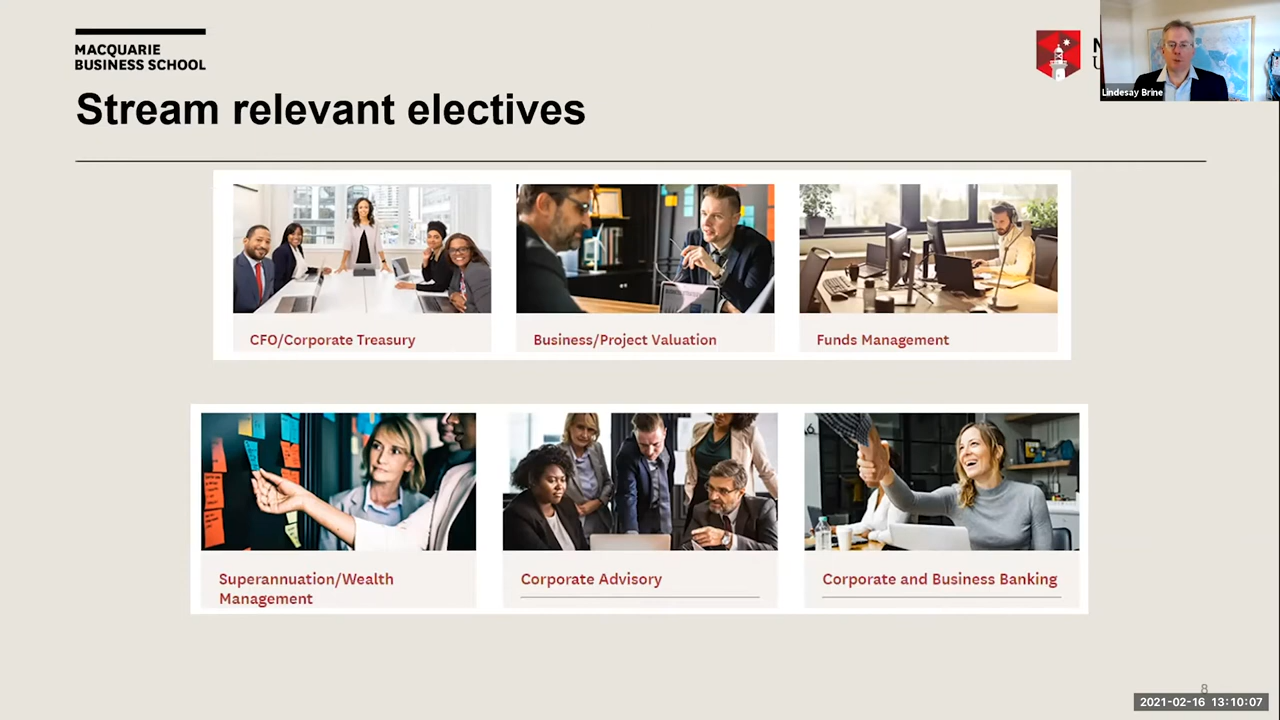 MACQUARIE
BUSINESS SCHOOL
Lindesay Brine
Stream relevant electives
CFO/Corporate Treasury
Business/Project Valuation
Funds Management
Superannuation/Wealth
Management
Corporate Advisory
Corporate and Business Banking
8
2021-02-16 13:10:07